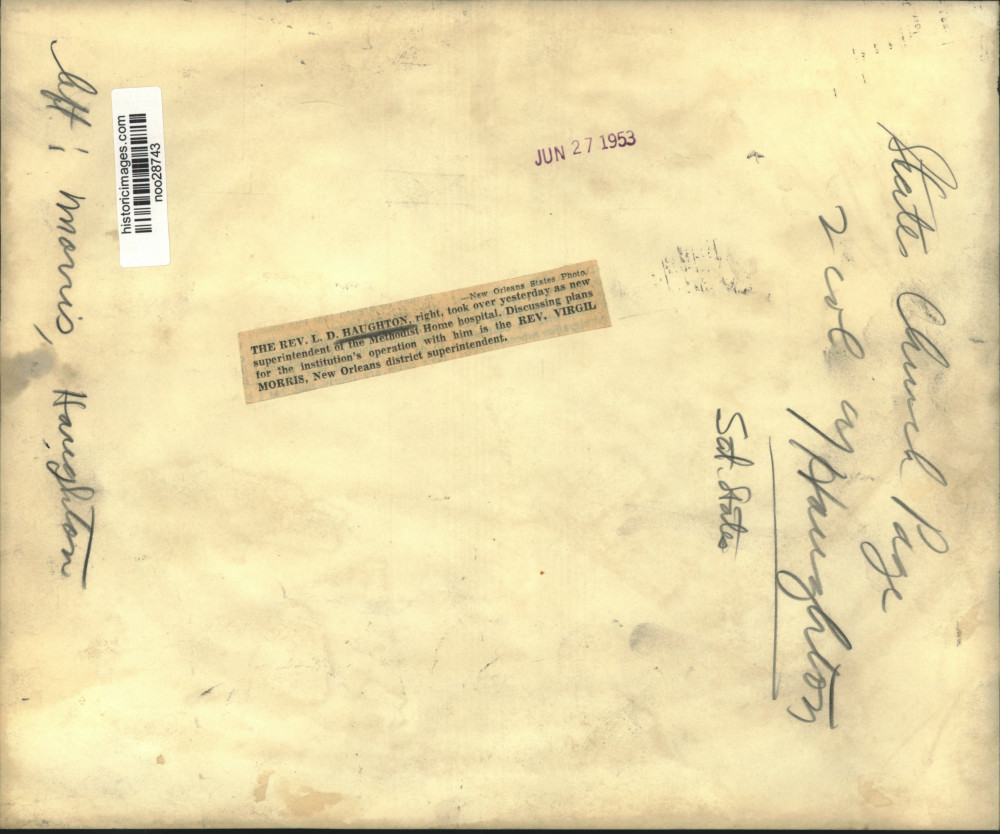 States Church Page
2 col
Haughton
Sat. States
JUN 27 1953
—New Orleans States Photo.
THE REV. L. D. HAUGHTON, right, took over yesterday as new
superintendent of the Methodist Home hospital. Discussing plans
for the institution's operation with him is the REV. VIRGIL
MORRIS, New Orleans district superintendent.
historicimages.com
noo28743
left: Morris, Haughton